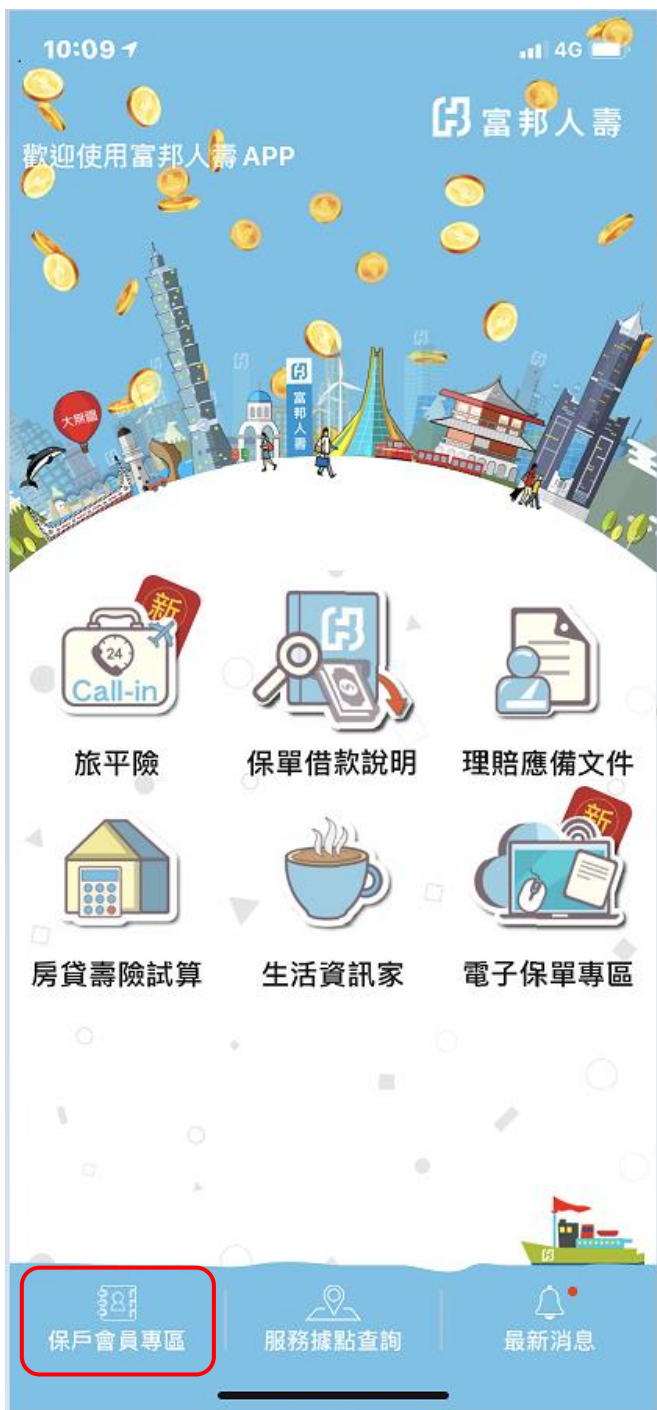 10:09
4G
富邦人壽
歡迎使用富邦人壽 APP
富邦人壽
大無疆
新
24
Call-in
旅平險
保單借款說明
理賠應備文件
新
房貸壽險試算
生活資訊家
電子保單專區
保戶會員專區
服務據點查詢
最新消息